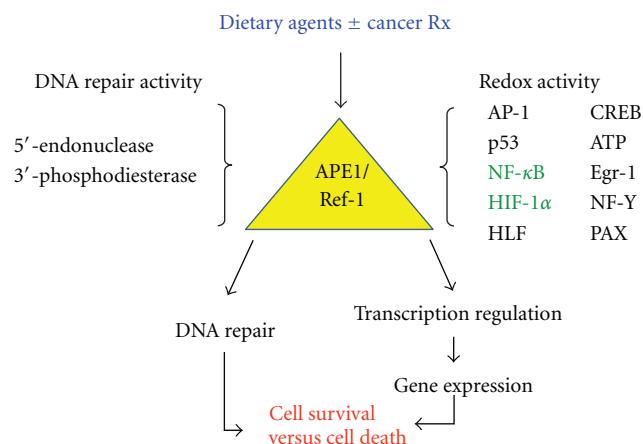 Dietary agents ± cancer Rx
DNA repair activity
5′-endonuclease
3′-phosphodiesterase
APE1/
Ref-1
Redox activity
AP-1 CREB
p53 ATP
NF-κB Egr-1
HIF-1α NF-Y
HLF PAX
DNA repair
Transcription regulation
Gene expression
Cell survival
versus cell death